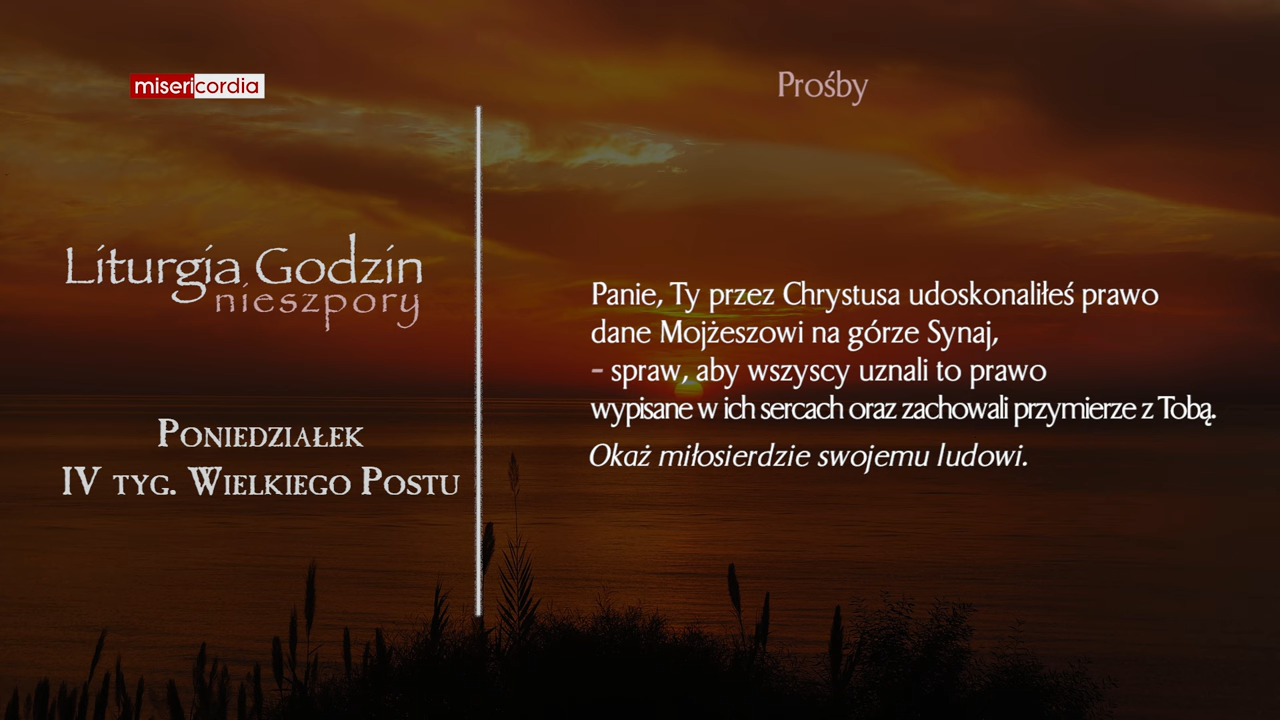 misericordia
Prośby
Liturgia Godzin
nieszpory
Poniedziałek
IV tyg. Wielkiego Postu
Panie, Ty przez Chrystusa udoskonaliłeś prawo
dane Mojżeszowi na górze Synaj,
- spraw, aby wszyscy uznali to prawo
wypisane w ich sercach oraz zachowali przymierze z Tobą.
Okaż miłosierdzie swojemu ludowi.